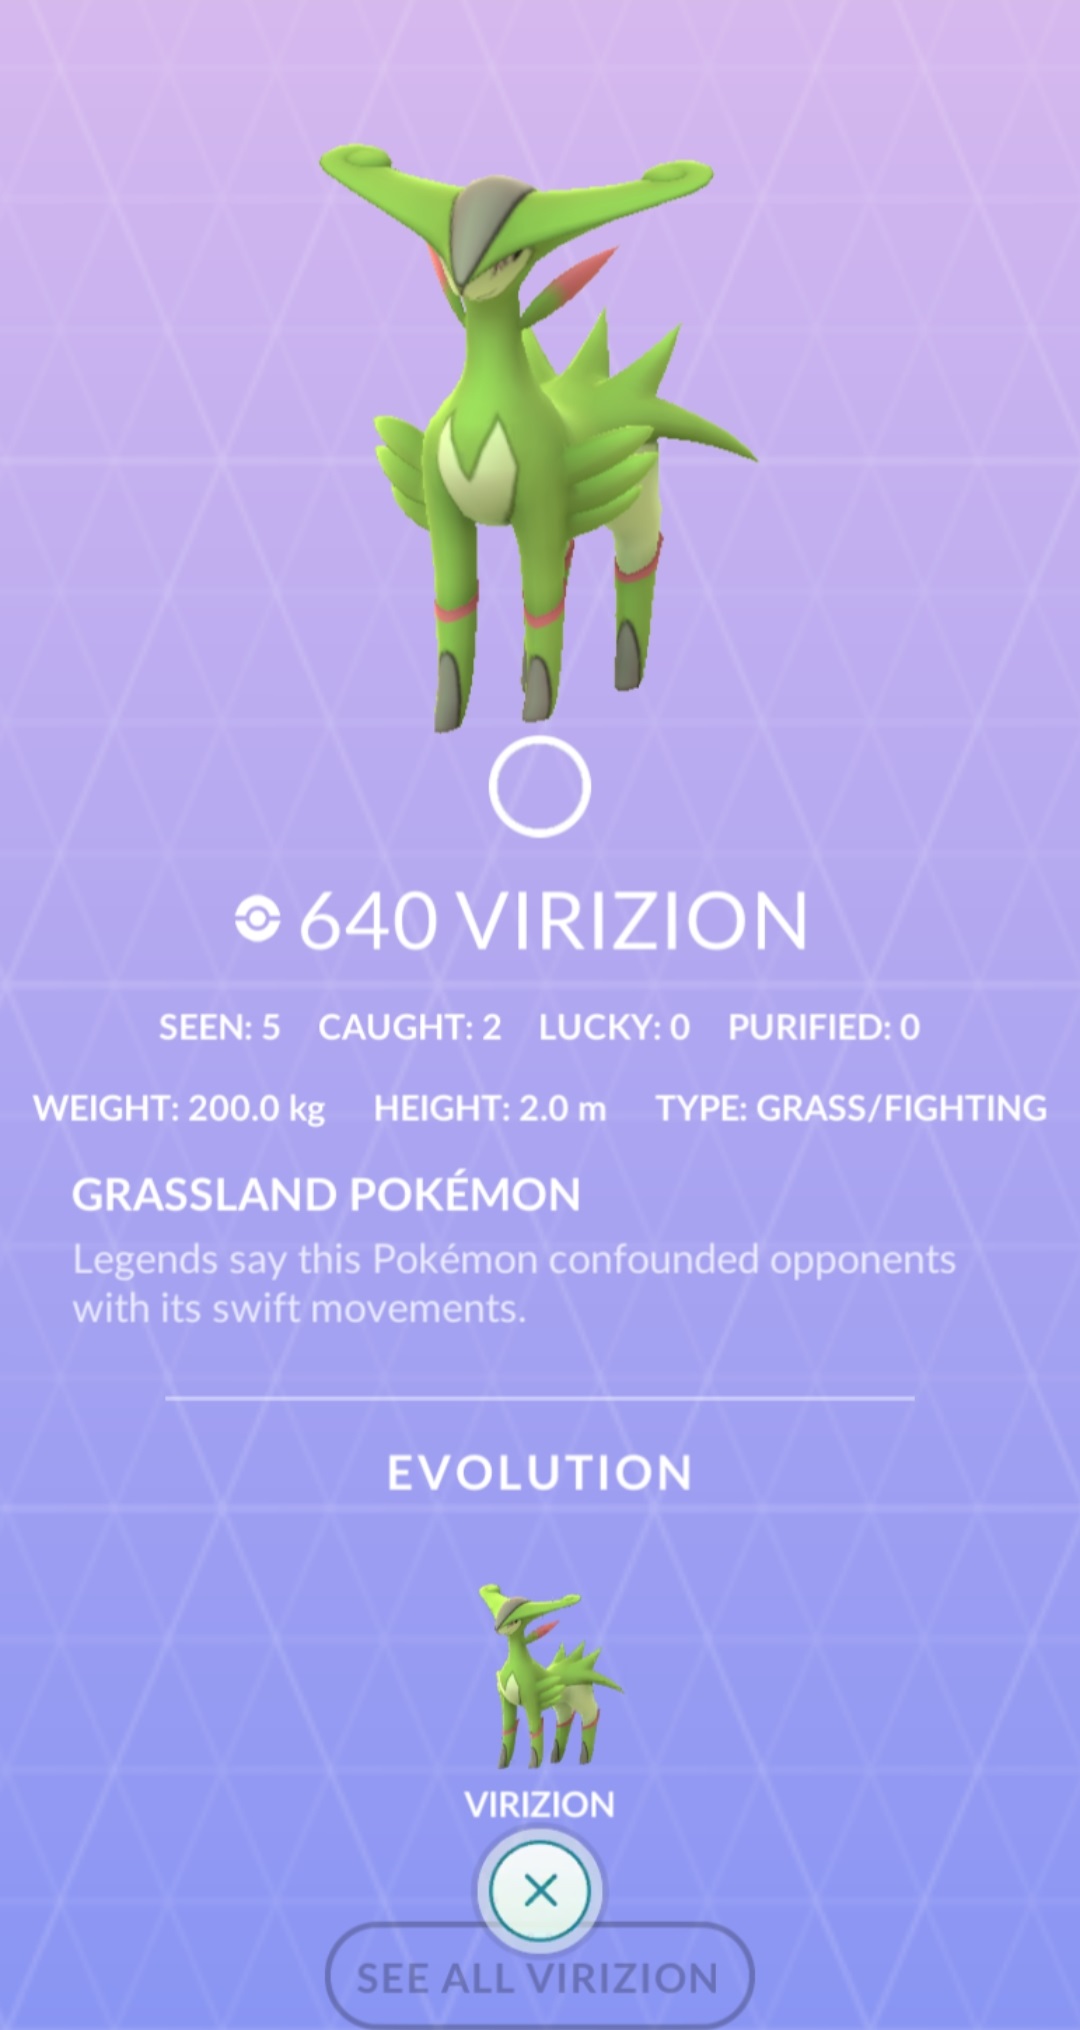 640 VIRIZION
SEEN: 5 CAUGHT: 2 LUCKY: 0 PURIFIED: 0
WEIGHT: 200.0 kg HEIGHT: 2.0 m TYPE: GRASS/FIGHTING
GRASSLAND POKÉMON
Legends say this Pokémon confounded opponents
with its swift movements.
EVOLUTION
VIRIZION
SEE ALL VIRIZION